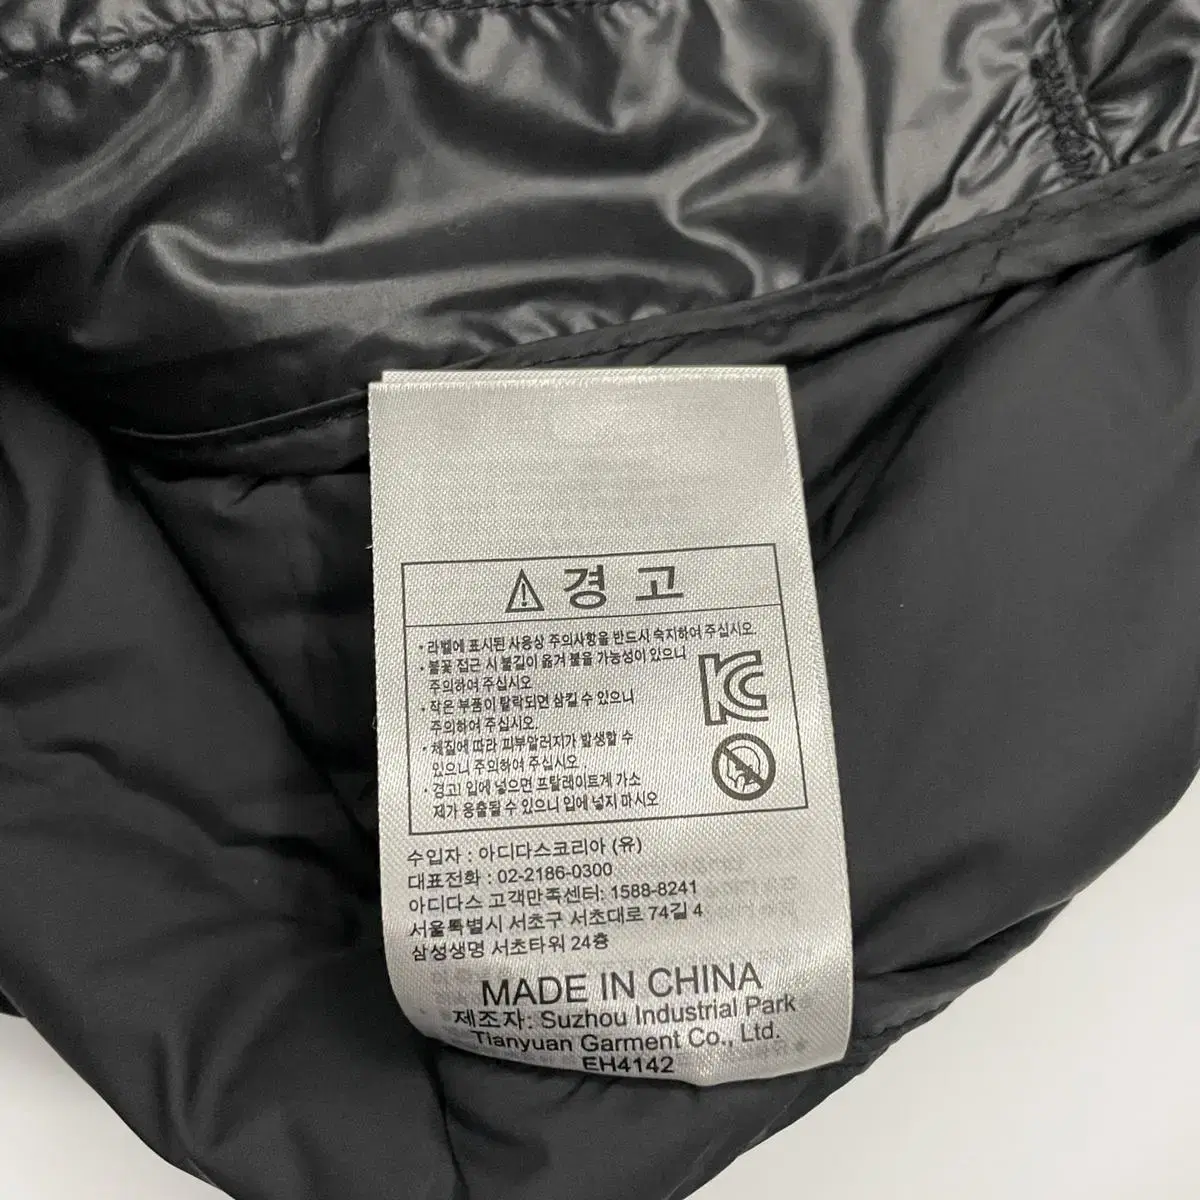 ⚠ 경 고
• 라벨에 표시된 사용상 주의사항을 반드시 숙지하여 주십시오.
• 불꽃 접근 시 불길이 옮겨 붙을 가능성이 있으니
주의하여 주십시오
• 작은 부품이 탈락되면 삼킬 수 있으니
주의하여 주십시오.
• 체질에 따라 피부알러지가 발생할 수
있으니 주의하여 주십시오.
• 경고! 입에 넣으면 프탈레이트계 가소
제가 용출될 수 있으니 입에 넣지 마시오
KC
수입자 : 아디다스코리아 (유)
대표전화 : 02-2186-0300
아디다스 고객만족센터: 1588-8241
서울특별시 서초구 서초대로 74길 4
삼성생명 서초타워 24층
MADE IN CHINA
제조자: Suzhou Industrial Park
Tianyuan Garment Co., Ltd.
EH4142